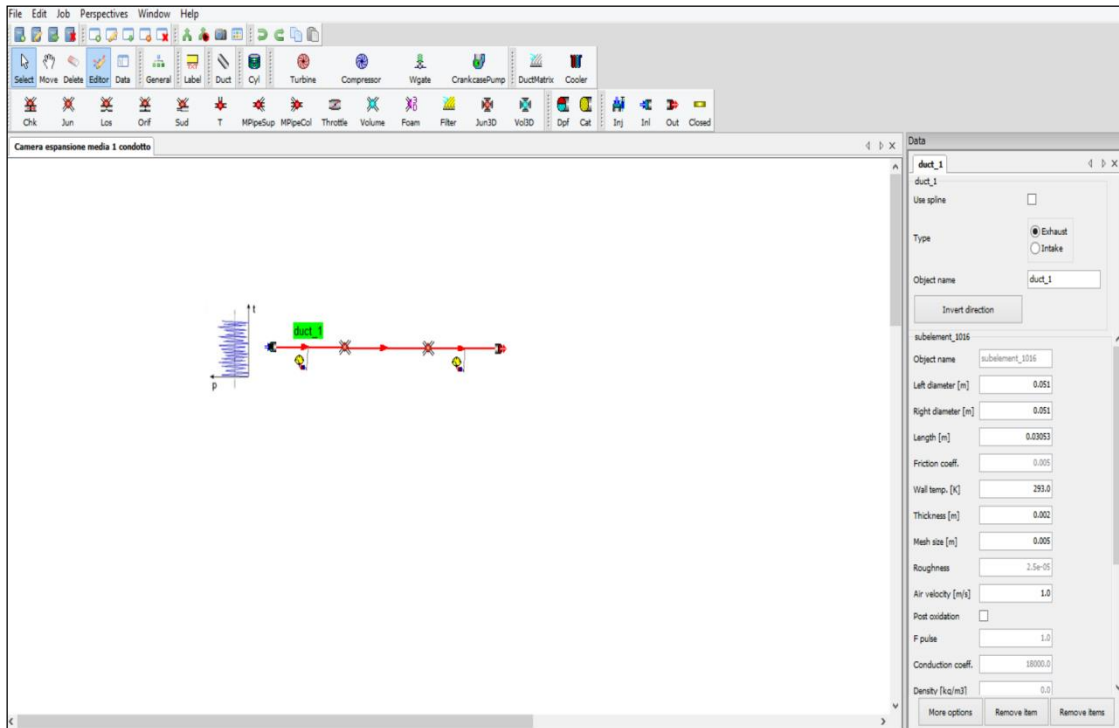 File Edit Job Perspectives Window Help
Select Move Delete Editor Data General Label Duct Cyl Turbine Compressor Wgate CrankcasePump DuctMatrix Cooler
Chk Jun Los Orif Sud T MPipeSup MPipeCol Throttle Volume Foam Filter Jun3D Vol3D Dpf Cat Inj Inl Out Closed
Camera espansione media 1 condotto
t
duct_1
p
Data
duct_1
duct_1
Use spline
Type Exhaust
Intake
Object name duct_1
Invert direction
subelement_1016
Object name subelement_1016
Left diameter [m] 0.051
Right diameter [m] 0.051
Length [m] 0.03053
Friction coeff. 0.005
Wall temp. [K] 293.0
Thickness [m] 0.002
Mesh size [m] 0.005
Roughness 2.5e-05
Air velocity [m/s] 1.0
Post oxidation
F pulse 1.0
Conduction coeff. 18000.0
Density [kg/m3] 0.0
More options Remove item Remove items